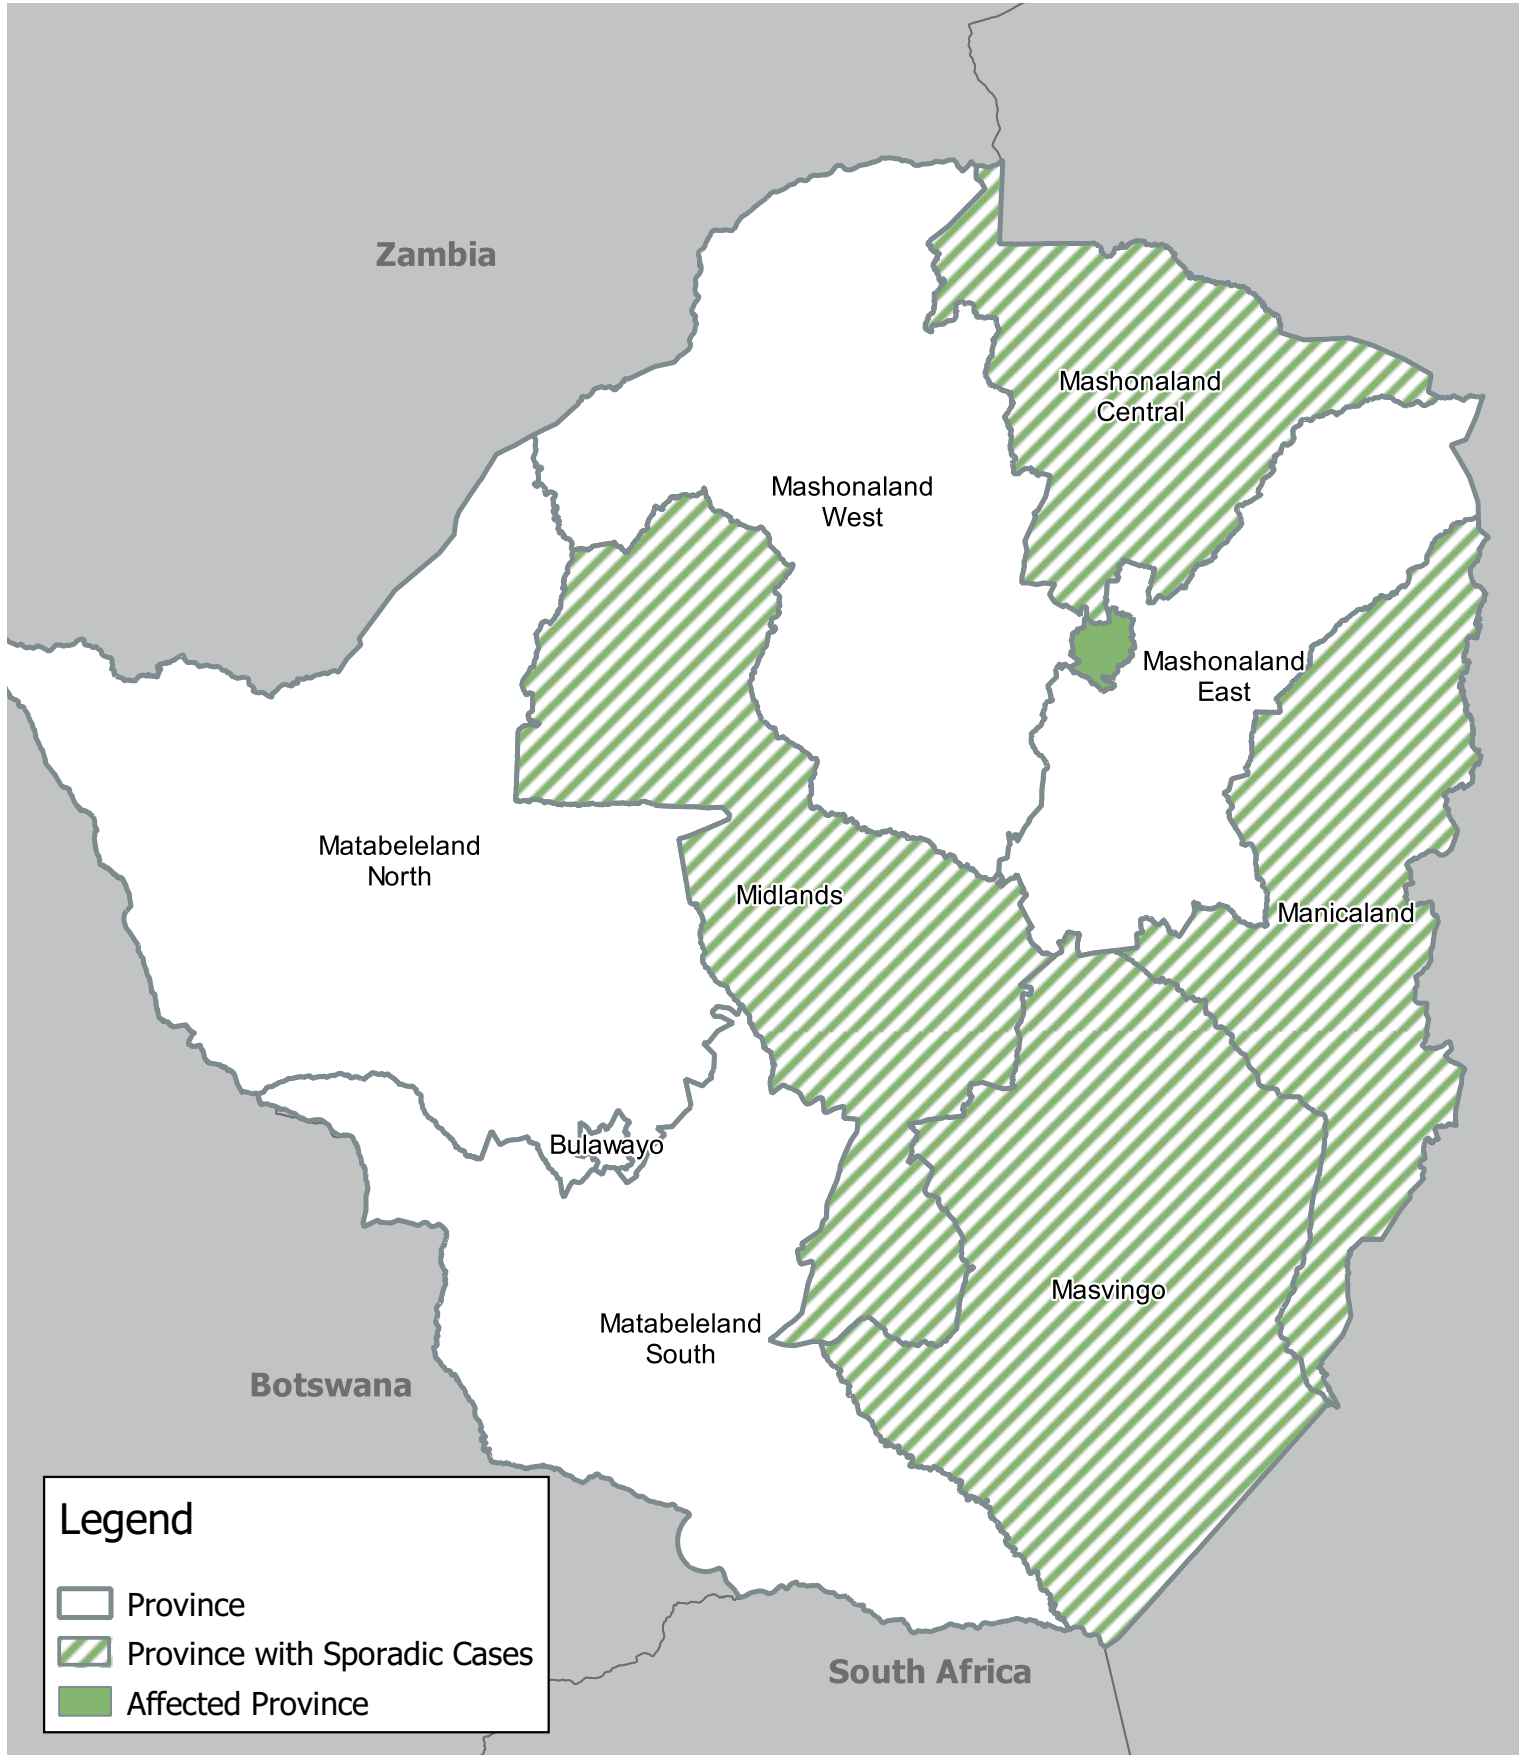 Zambia
Mashonaland
Central
Mashonaland
West
Mashonaland
East
Matabeleland
North
Midlands
Manicaland
Bulawayo
Masvingo
Matabeleland
South
Botswana
Legend
Province
Province with Sporadic Cases
Affected Province
South Africa